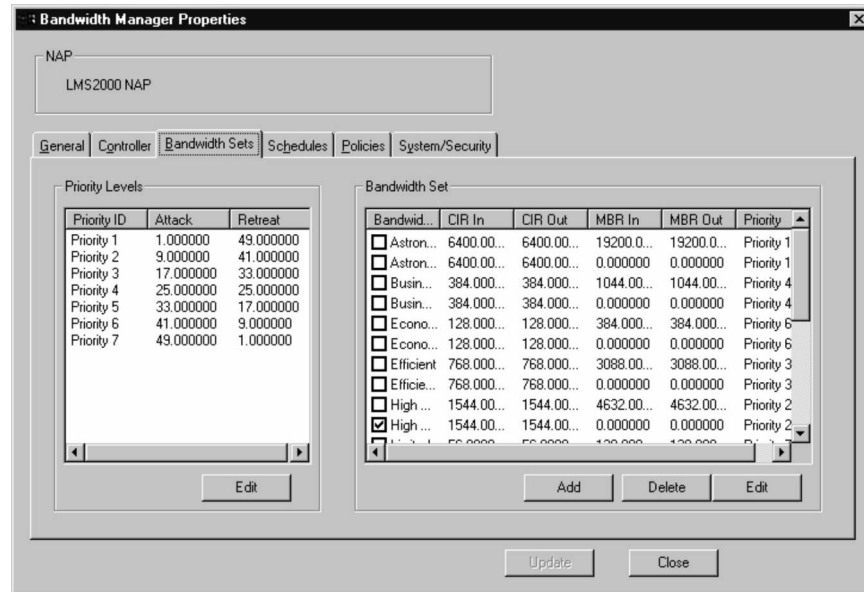 Bandwidth Manager Properties
NAP
LMS2000 NAP
General Controller Bandwidth Sets Schedules Policies System/Security
Priority Levels
Priority ID Attack Retreat
Priority 1 1.000000 49.000000
Priority 2 9.000000 41.000000
Priority 3 17.000000 33.000000
Priority 4 25.000000 25.000000
Priority 5 33.000000 17.000000
Priority 6 41.000000 9.000000
Priority 7 49.000000 1.000000
Edit
Bandwidth Set
Bandwid... CIR In CIR Out MBR In MBR Out Priority
Astron... 6400.00... 6400.00... 19200.0... 19200.0... Priority 1
Astron... 6400.00... 6400.00... 0.000000 0.000000 Priority 1
Busin... 384.000... 384.000... 1044.00... 1044.00... Priority 4
Busin... 384.000... 384.000... 0.000000 0.000000 Priority 4
Econo... 128.000... 128.000... 384.000... 384.000... Priority 6
Econo... 128.000... 128.000... 0.000000 0.000000 Priority 6
Efficient 768.000... 768.000... 3088.00... 3088.00... Priority 3
Efficie... 768.000... 768.000... 0.000000 0.000000 Priority 3
High ... 1544.00... 1544.00... 4632.00... 4632.00... Priority 2
High ... 1544.00... 1544.00... 0.000000 0.000000 Priority 2
Add Delete Edit
Update Close